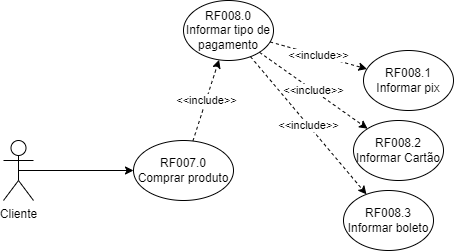 RF008.0
Informar tipo de
pagamento
<<include>>
RF008.1
Informar pix
<<include>>
<<include>>
<<include>>
RF008.2
Informar Cartão
RF007.0
Comprar produto
RF008.3
Informar boleto
Cliente